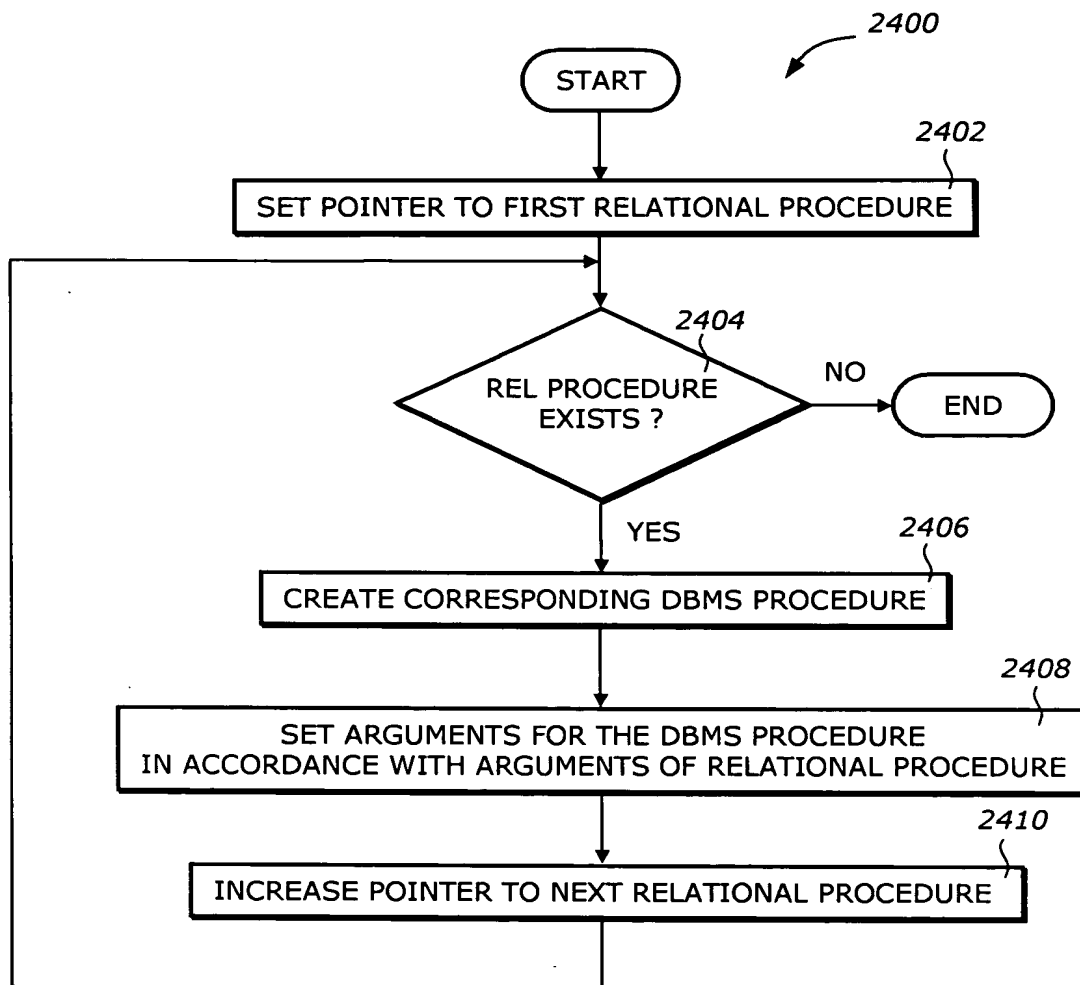 2400
START
2402
SET POINTER TO FIRST RELATIONAL PROCEDURE
2404
REL PROCEDURE
EXISTS ?
NO
END
YES
2406
CREATE CORRESPONDING DBMS PROCEDURE
2408
SET ARGUMENTS FOR THE DBMS PROCEDURE
IN ACCORDANCE WITH ARGUMENTS OF RELATIONAL PROCEDURE
2410
INCREASE POINTER TO NEXT RELATIONAL PROCEDURE